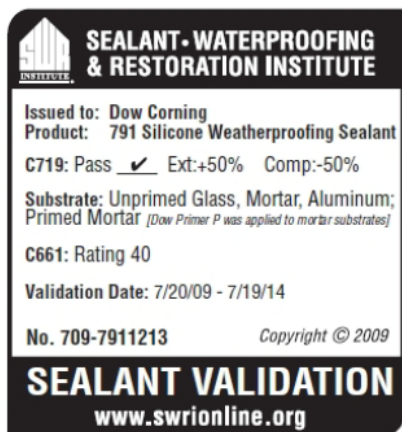 SWR
INSTITUTE
SEALANT • WATERPROOFING
& RESTORATION INSTITUTE
Issued to: Dow Corning
Product: 791 Silicone Weatherproofing Sealant
C719: Pass ✔ Ext:+50% Comp:-50%
Substrate: Unprimed Glass, Mortar, Aluminum;
Primed Mortar [Dow Primer P was applied to mortar substrates]
C661: Rating 40
Validation Date: 7/20/09 - 7/19/14
No. 709-7911213 Copyright © 2009
SEALANT VALIDATION
www.swrionline.org